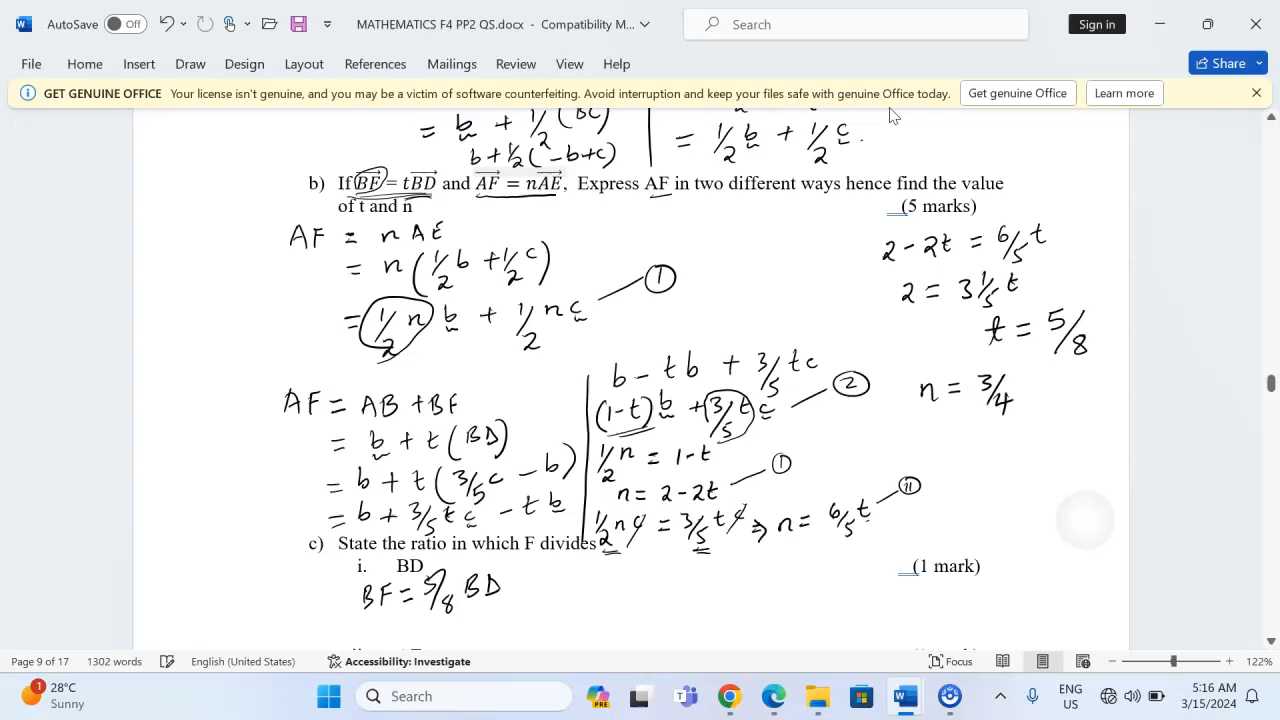 AutoSave Off MATHEMATICS F4 PP2 QS.docx - Compatibility M... Search Sign in
File Home Insert Draw Design Layout References Mailings Review View Help Share
GET GENUINE OFFICE Your license isn't genuine, and you may be a victim of software counterfeiting. Avoid interruption and keep your files safe with genuine Office today. Get genuine Office Learn more
= b + 1/2 (BC)
b + 1/2 (-b+c)
= 1/2 b + 1/2 c.
b) If BF = tBD and AF = nAE, Express AF in two different ways hence find the value
of t and n (5 marks)
AF = n AE
= n (1/2 b + 1/2 c)
= 1/2 n b + 1/2 n c 1
AF = AB + BF
= b + t (BD)
= b + t (3/5 c - b)
= b + 3/5 t c - t b
b - tb + 3/5 tc
(1-t) b + 3/5 t c 2
1/2 n = 1-t
n = 2-2t 1
1/2 n c = 3/5 t c ⇒ n = 6/5 t 11
2 - 2t = 6/5 t
2 = 3 1/5 t
t = 5/8
n = 3/4
c) State the ratio in which F divides
i. BD (1 mark)
BF = 5/8 BD
Page 9 of 17 1302 words English (United States) Accessibility: Investigate Focus 122%
1 28°C
Sunny
Search
PRE
ENG
US
5:16 AM
3/15/2024